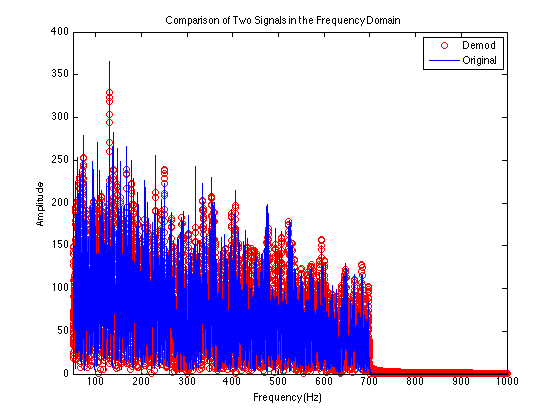 Comparison of Two Signals in the Frequency Domain
400
350
300
250
200
150
100
50
0
Amplitude
Demod
Original
100 200 300 400 500 600 700 800 900 1000
Frequency(Hz)